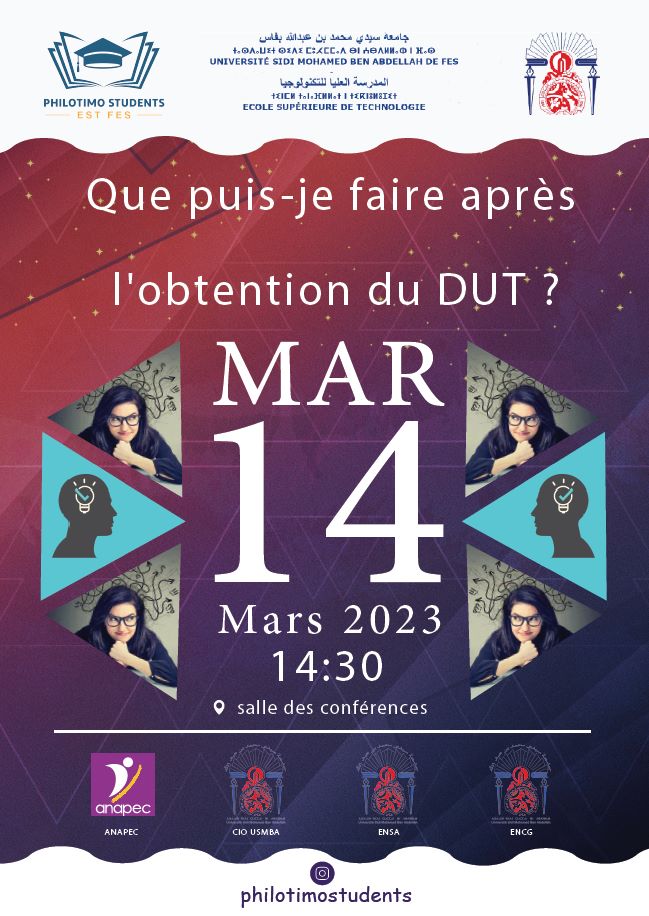 PHILOTIMO STUDENTS
EST FES
جامعة سيدي محمد بن عبدالله بفاس
UNIVERSITÉ SIDI MOHAMED BEN ABDELLAH DE FES
المدرسة العليا للتكنولوجيا
ECOLE SUPÉRIEURE DE TECHNOLOGIE
Que puis-je faire après
l'obtention du DUT ?
MAR
14
Mars 2023
14:30
salle des conférences
anapec
ANAPEC
CIO USMBA
ENSA
ENCG
philotimostudents